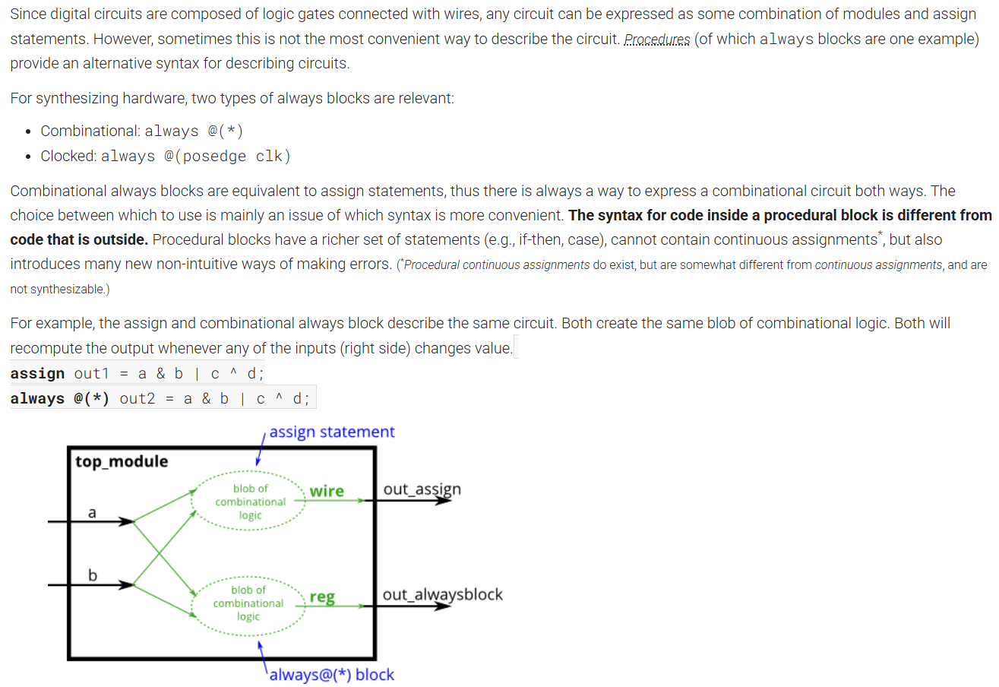 Since digital circuits are composed of logic gates connected with wires, any circuit can be expressed as some combination of modules and assign
statements. However, sometimes this is not the most convenient way to describe the circuit. Procedures (of which always blocks are one example)
provide an alternative syntax for describing circuits.
For synthesizing hardware, two types of always blocks are relevant:
• Combinational: always @(*)
• Clocked: always @(posedge clk)
Combinational always blocks are equivalent to assign statements, thus there is always a way to express a combinational circuit both ways. The
choice between which to use is mainly an issue of which syntax is more convenient. The syntax for code inside a procedural block is different from
code that is outside. Procedural blocks have a richer set of statements (e.g., if-then, case), cannot contain continuous assignments*, but also
introduces many new non-intuitive ways of making errors. (*Procedural continuous assignments do exist, but are somewhat different from continuous assignments, and are
not synthesizable.)
For example, the assign and combinational always block describe the same circuit. Both create the same blob of combinational logic. Both will
recompute the output whenever any of the inputs (right side) changes value.
assign out1 = a & b | c ^ d;
always @(*) out2 = a & b | c ^ d;
assign statement
top_module
blob of
combinational
logic
wire
out_assign
a
b
blob of
combinational
logic
reg
out_alwaysblock
always@(*) block